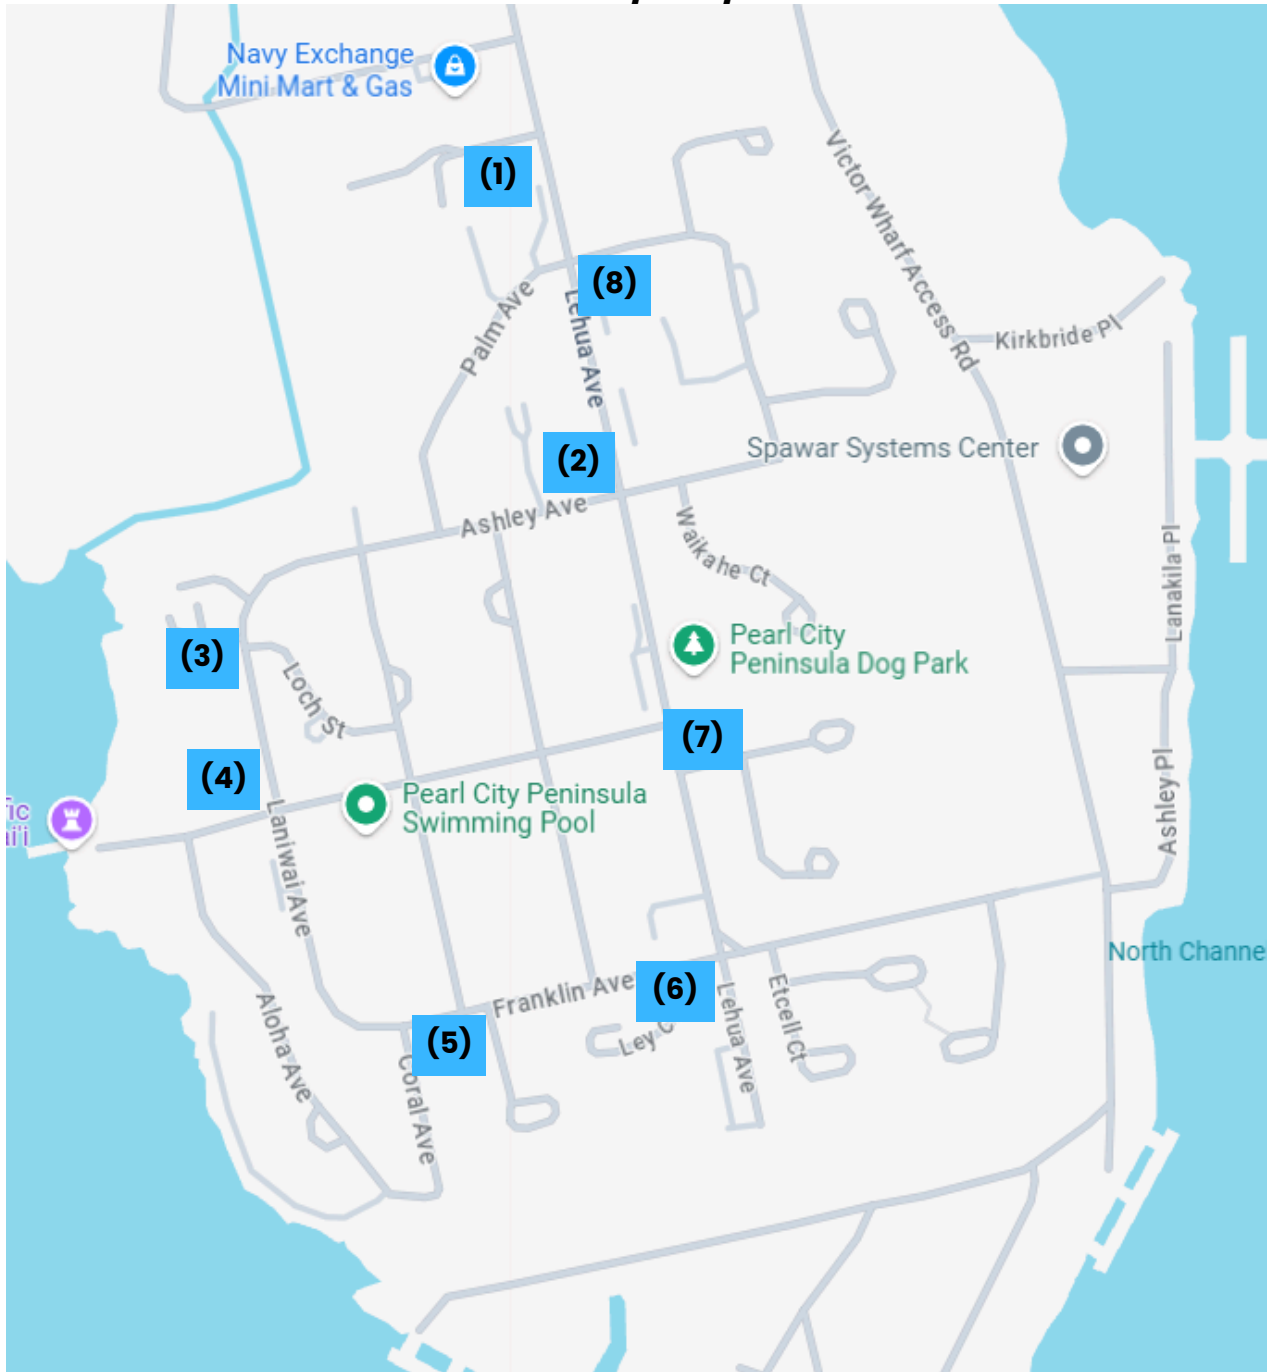 Navy Exchange
Mini Mart & Gas
(1)
Victor Wharf Access Rd
(8)
Palm Ave
Lehua Ave
Kirkbride Pl
(2)
Spawar Systems Center
Ashley Ave
Waikahe Ct
Lanakila Pl
(3)
Pearl City
Peninsula Dog Park
Loch St
(7)
(4)
Pearl City Peninsula
Swimming Pool
Laniwai Ave
Ashley Pl
North Channe
Franklin Ave
(6)
Lehua Ave
Etcell Ct
Aloha Ave
(5)
Ley C
Coral Ave